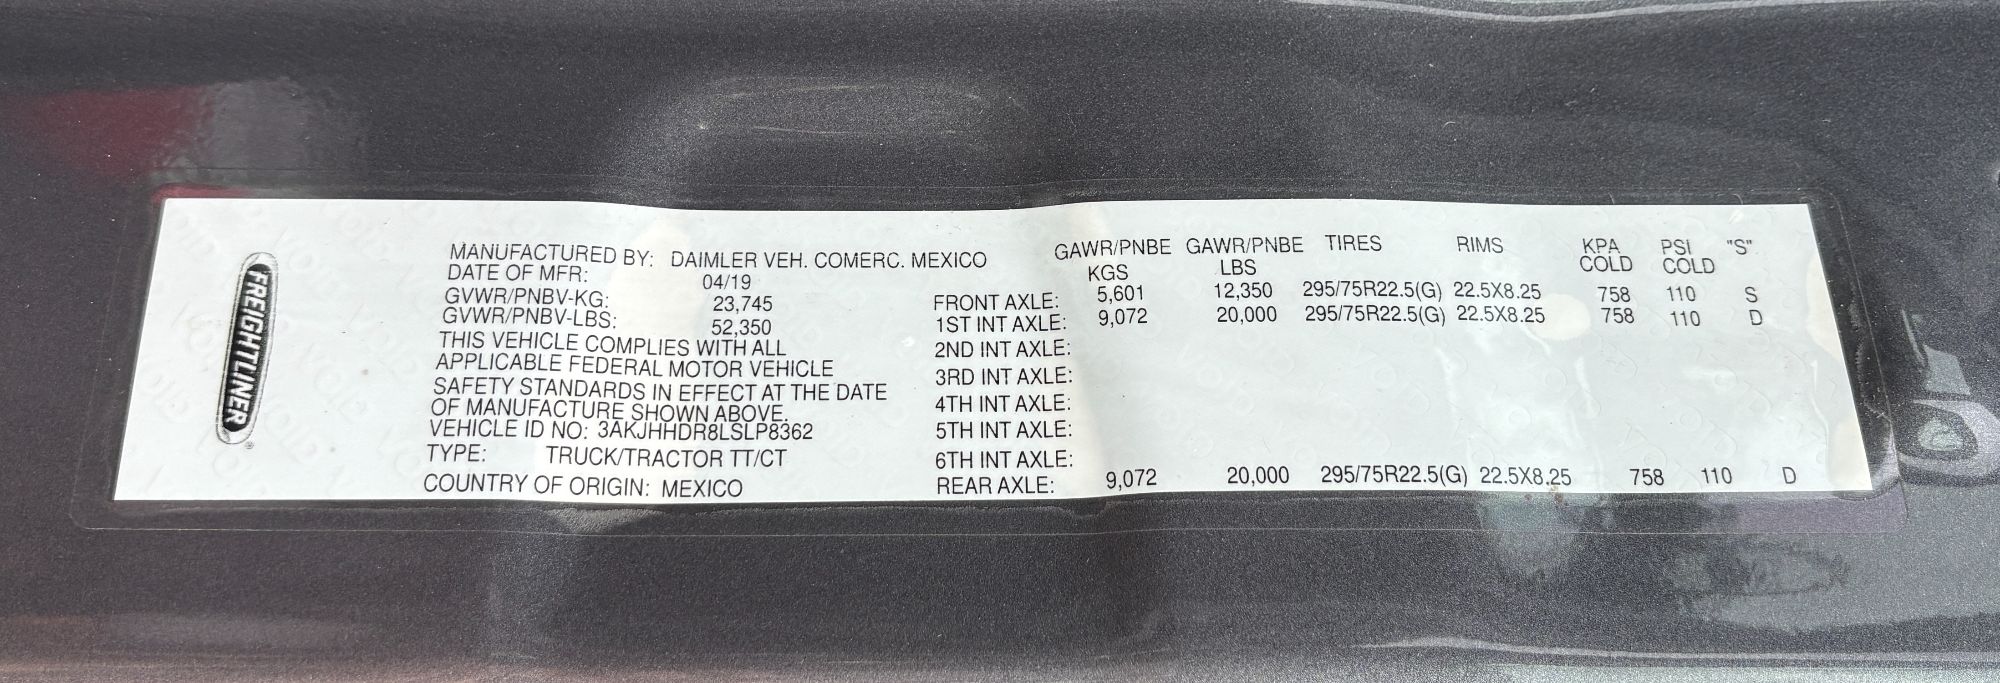 FREIGHTLINER
MANUFACTURED BY: DAIMLER VEH. COMERC. MEXICO
DATE OF MFR: 04/19
GVWR/PNBV-KG: 23,745
GVWR/PNBV-LBS: 52,350
THIS VEHICLE COMPLIES WITH ALL
APPLICABLE FEDERAL MOTOR VEHICLE
SAFETY STANDARDS IN EFFECT AT THE DATE
OF MANUFACTURE SHOWN ABOVE.
VEHICLE ID NO: 3AKJHHDR8LSLP8362
TYPE: TRUCK/TRACTOR TT/CT
COUNTRY OF ORIGIN: MEXICO
GAWR/PNBE GAWR/PNBE TIRES RIMS KPA PSI "S"
KGS LBS COLD COLD
FRONT AXLE: 5,601 12,350 295/75R22.5(G) 22.5X8.25 758 110 S
1ST INT AXLE: 9,072 20,000 295/75R22.5(G) 22.5X8.25 758 110 D
2ND INT AXLE:
3RD INT AXLE:
4TH INT AXLE:
5TH INT AXLE:
6TH INT AXLE:
REAR AXLE: 9,072 20,000 295/75R22.5(G) 22.5X8.25 758 110 D